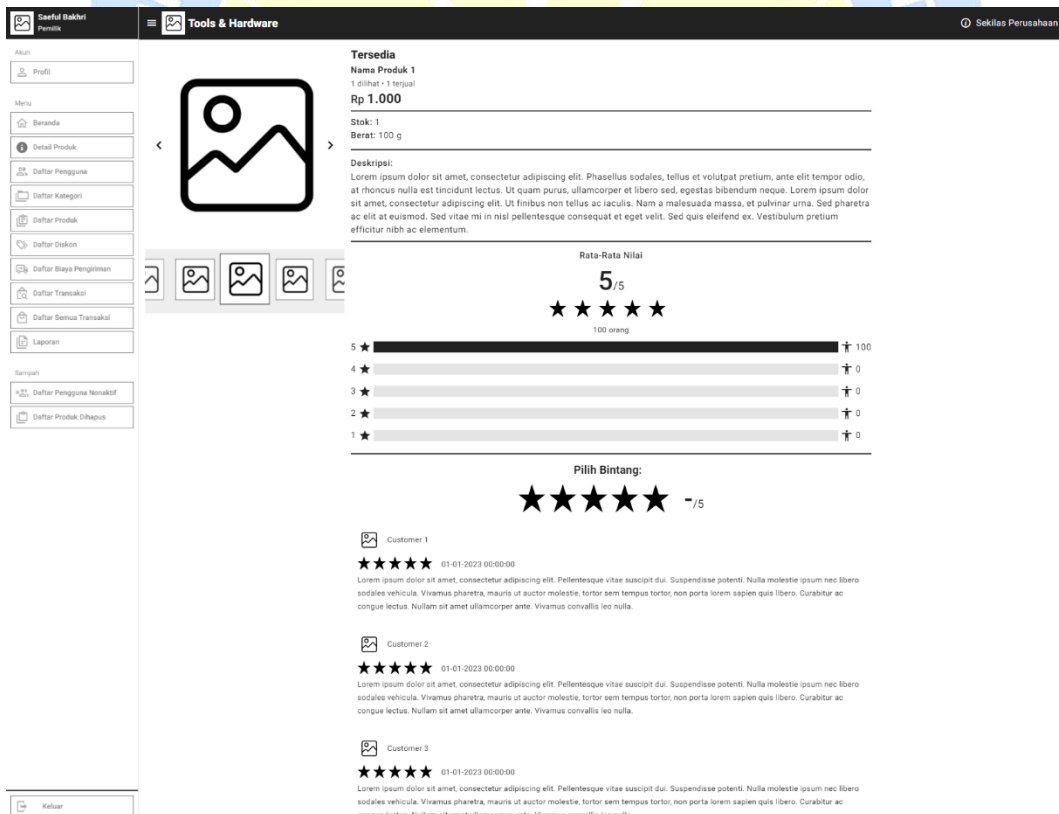 Saeful Bakhri
Pemilik
Tools & Hardware
Sekilas Perusahaan
Akun
Profil
Menu
Beranda
Detail Produk
Daftar Pengguna
Daftar Kategori
Daftar Produk
Daftar Diskon
Daftar Biaya Pengiriman
Daftar Transaksi
Daftar Semua Transaksi
Laporan
Sampah
Daftar Pengguna Nonaktif
Daftar Produk Dihapus
Keluar
Tersedia
Nama Produk 1
1 dilihat • 1 terjual
Rp 1.000
Stok: 1
Berat: 100 g
Deskripsi:
Lorem ipsum dolor sit amet, consectetur adipiscing elit. Phasellus sodales, tellus et volutpat pretium, ante elit tempor odio,
at rhoncus nulla est tincidunt lectus. Ut quam purus, ullamcorper et libero sed, egestas bibendum neque. Lorem ipsum dolor
sit amet, consectetur adipiscing elit. Ut finibus non tellus ac iaculis. Nam a malesuada massa, et pulvinar urna. Sed pharetra
ac elit at euismod. Sed vitae mi in nisl pellentesque consequat et eget velit. Sed quis eleifend ex. Vestibulum pretium
efficitur nibh ac elementum.
Rata-Rata Nilai
5/5
100 orang
5 100
4 0
3 0
2 0
1 0
Pilih Bintang:
-/5
Customer 1
01-01-2023 00:00:00
Lorem ipsum dolor sit amet, consectetur adipiscing elit. Pellentesque vitae suscipit dui. Suspendisse potenti. Nulla molestie ipsum nec libero
sodales vehicula. Vivamus pharetra, mauris ut auctor molestie, tortor sem tempus tortor, non porta lorem sapien quis libero. Curabitur ac
congue lectus. Nullam sit amet ullamcorper ante. Vivamus convallis leo nulla.
Customer 2
01-01-2023 00:00:00
Lorem ipsum dolor sit amet, consectetur adipiscing elit. Pellentesque vitae suscipit dui. Suspendisse potenti. Nulla molestie ipsum nec libero
sodales vehicula. Vivamus pharetra, mauris ut auctor molestie, tortor sem tempus tortor, non porta lorem sapien quis libero. Curabitur ac
congue lectus. Nullam sit amet ullamcorper ante. Vivamus convallis leo nulla.
Customer 3
01-01-2023 00:00:00
Lorem ipsum dolor sit amet, consectetur adipiscing elit. Pellentesque vitae suscipit dui. Suspendisse potenti. Nulla molestie ipsum nec libero
sodales vehicula. Vivamus pharetra, mauris ut auctor molestie, tortor sem tempus tortor, non porta lorem sapien quis libero. Curabitur ac